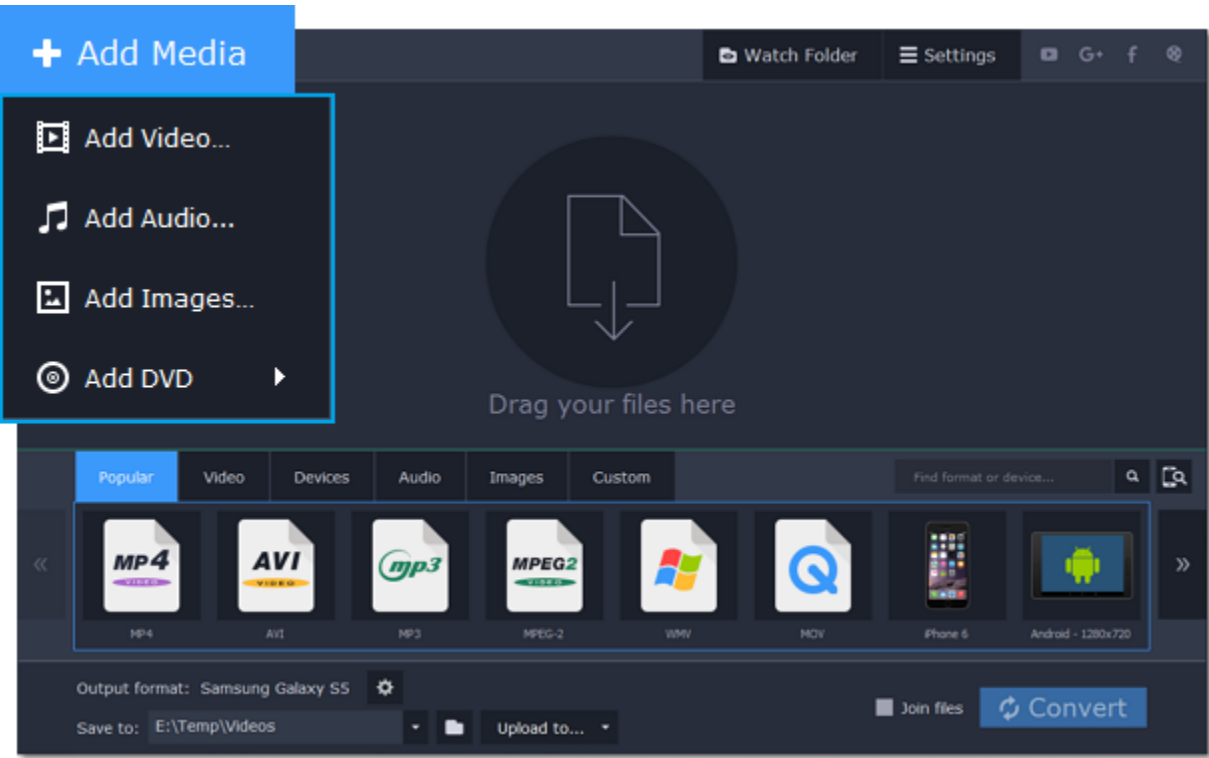 Add Media
Watch Folder
Settings
G+
f
Add Video...
Add Audio...
Add Images...
Add DVD
Drag your files here
Popular Video Devices Audio Images Custom
Find format or device...
MP4 VIDEO
AVI VIDEO
mp3
MPEG2 VIDEO
MP4 AVI MP3 MPEG-2 WMV MOV iPhone 6 Android - 1280x720
Output format: Samsung Galaxy S5
Join files
Convert
Save to: E:\Temp\Videos
Upload to...